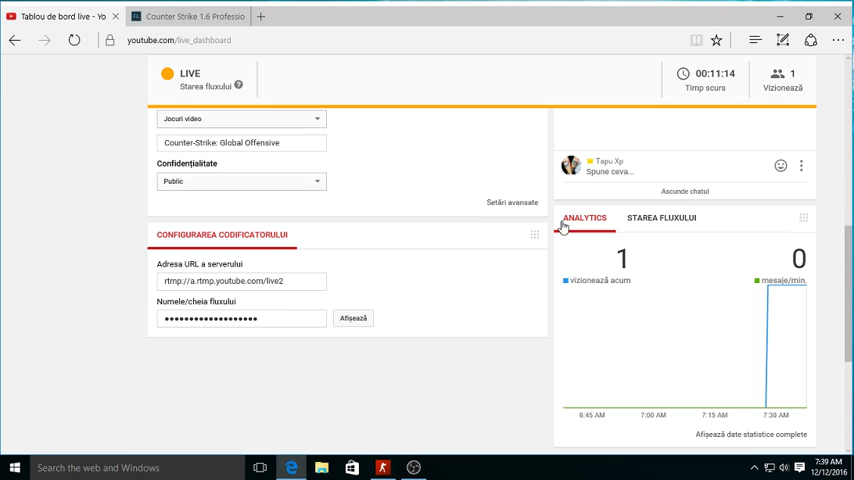 Tablou de bord live - Yo
Counter Strike 1.6 Professio
youtube.com/live_dashboard
LIVE
Starea fluxului ?
00:11:14
Timp scurs
1
Vizionează
Jocuri video
Counter-Strike: Global Offensive
Confidențialitate
Public
Setări avansate
CONFIGURAREA CODIFICATORULUI
Adresa URL a serverului
rtmp://a.rtmp.youtube.com/live2
Numele/cheia fluxului
•••••••••••••••••••
Afișează
Tapu Xp
Spune ceva...
Ascunde chatul
ANALYTICS
STAREA FLUXULUI
1
0
vizionează acum
mesaje/min.
6:45 AM
7:00 AM
7:15 AM
7:30 AM
Afișează date statistice complete
Search the web and Windows
7:39 AM
12/12/2016